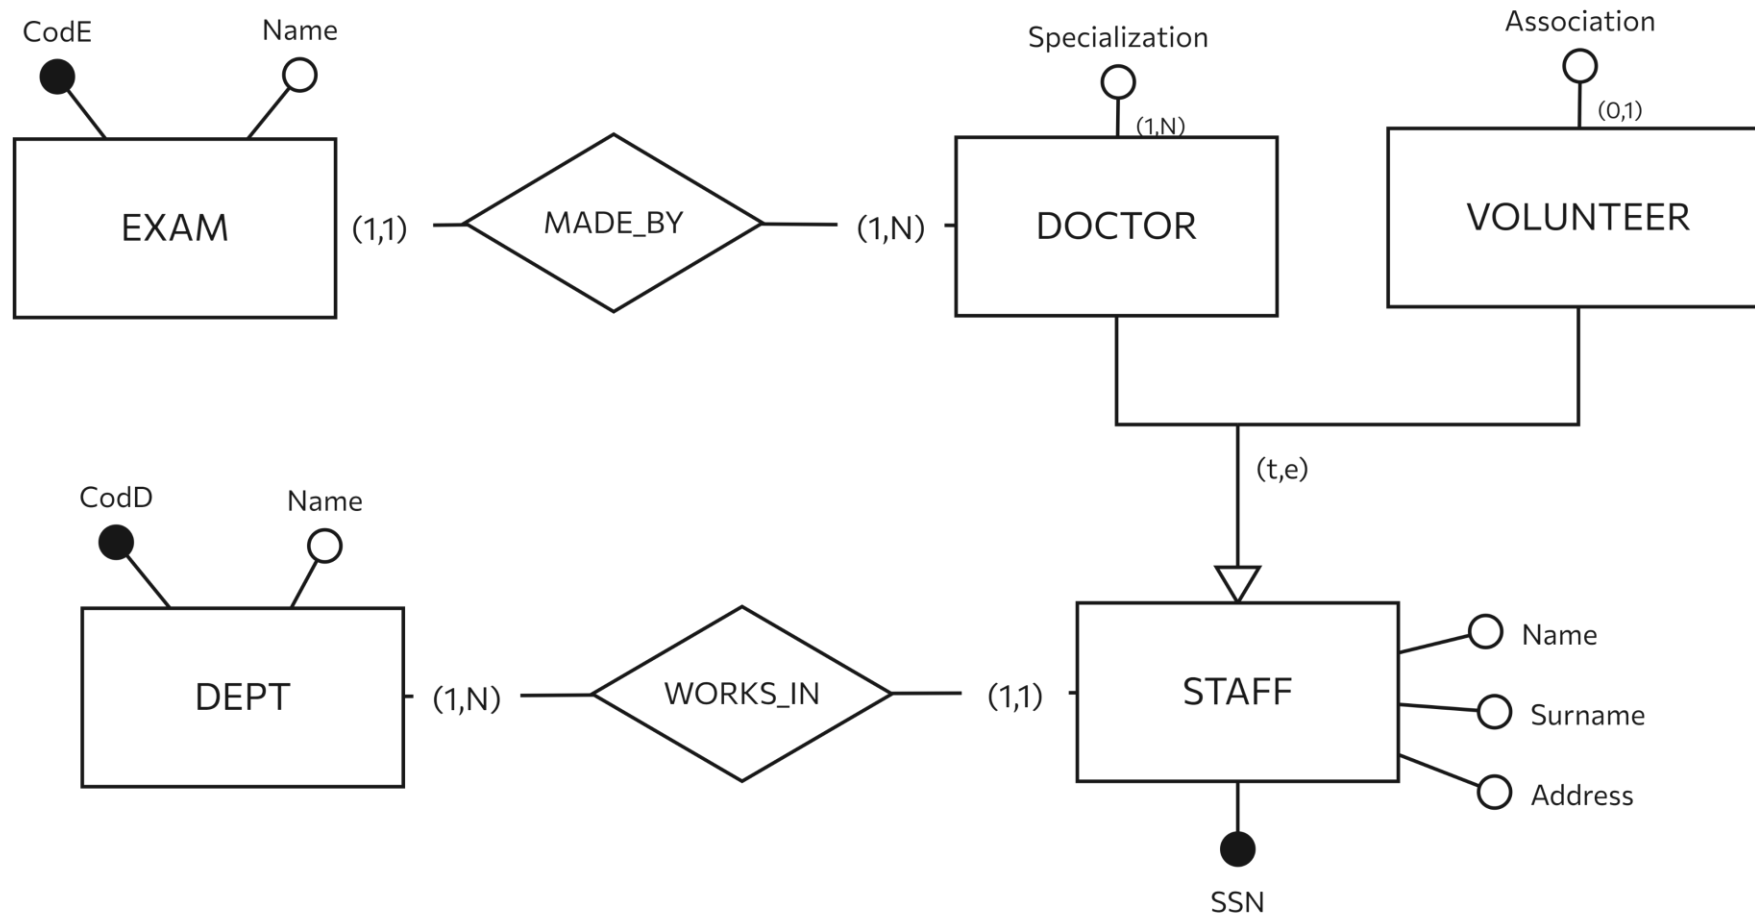 CodE
Name
EXAM
(1,1)
MADE_BY
(1,N)
Specialization
(1,N)
DOCTOR
Association
(0,1)
VOLUNTEER
(t,e)
CodD
Name
DEPT
(1,N)
WORKS_IN
(1,1)
STAFF
Name
Surname
Address
SSN